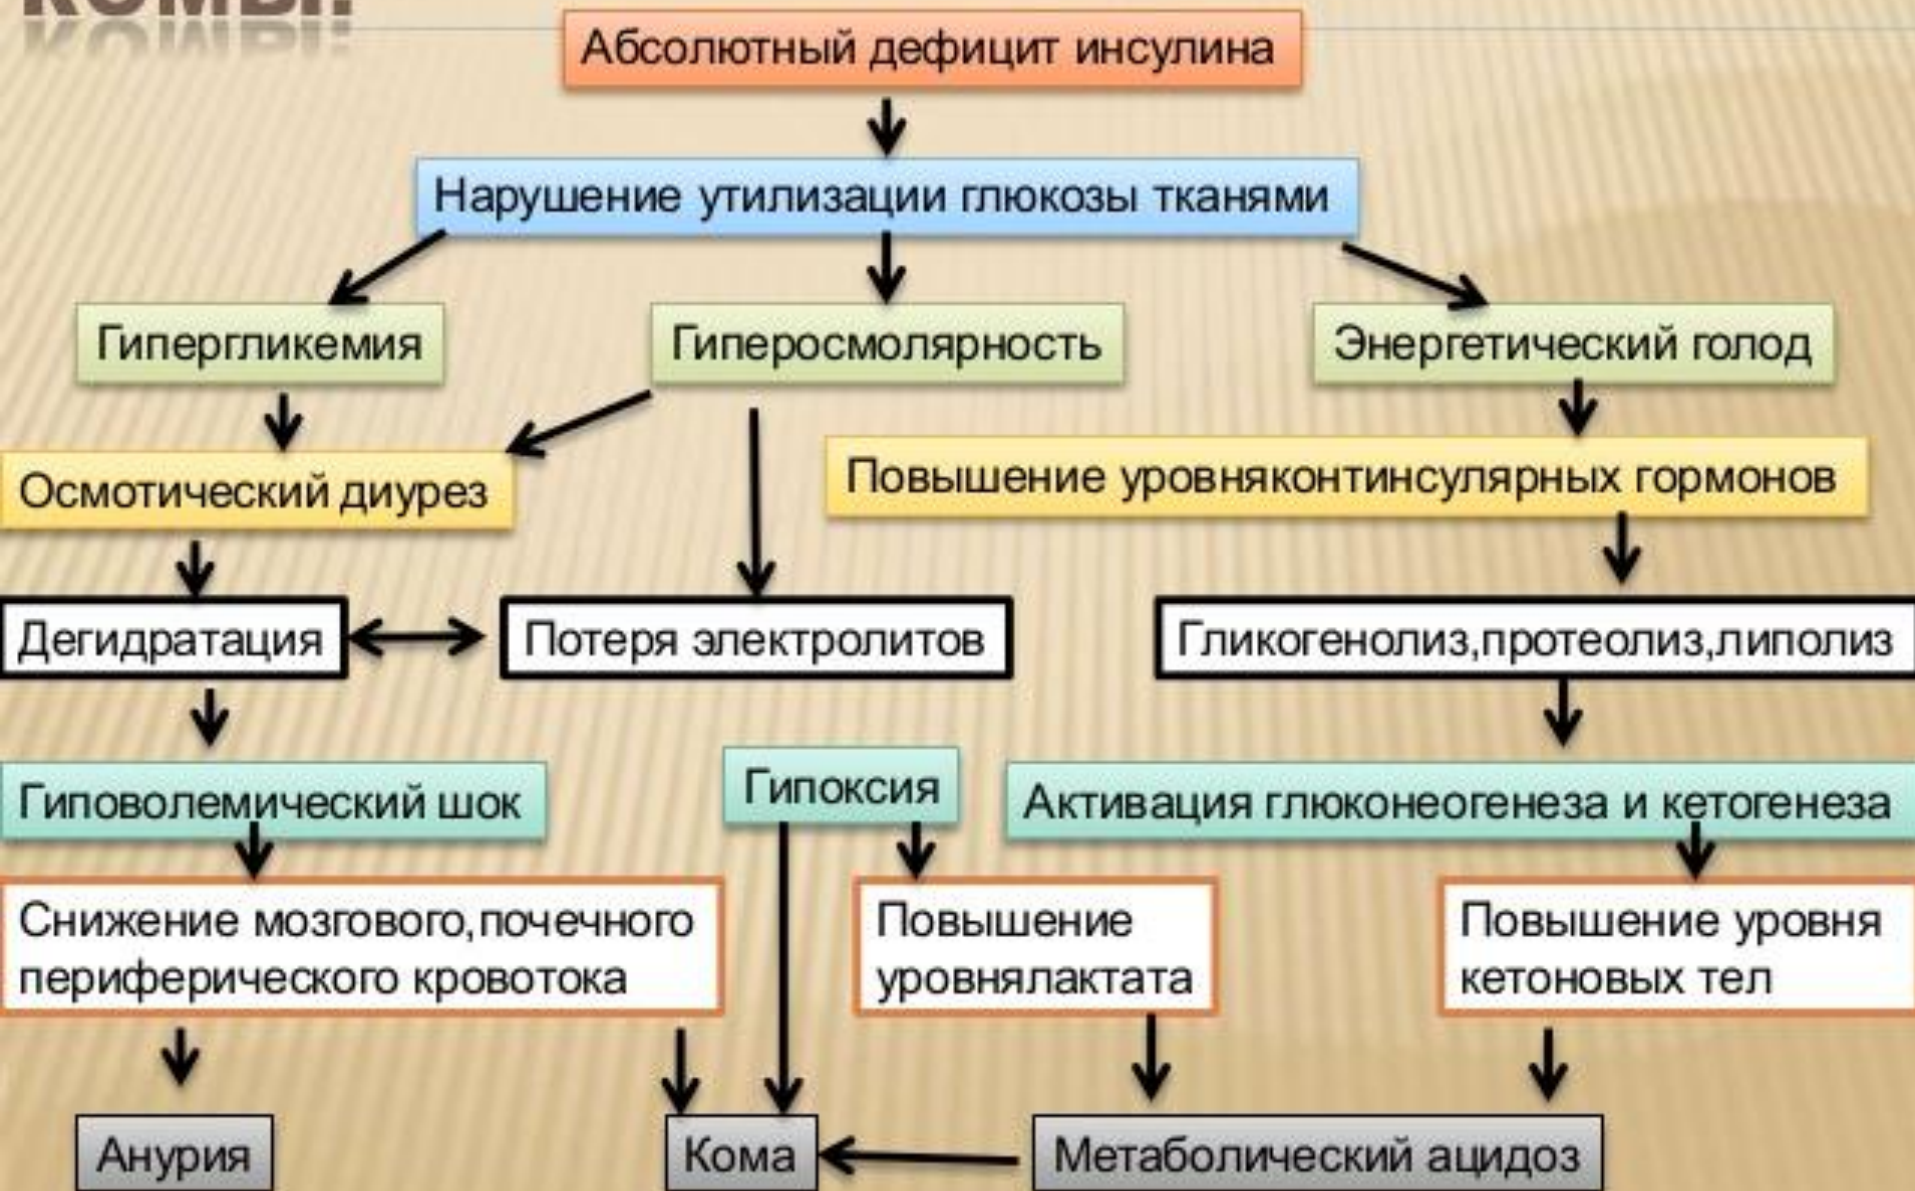 КОМЫ:
Абсолютный дефицит инсулина
Нарушение утилизации глюкозы тканями
Гипергликемия
Гиперосмолярность
Энергетический голод
Осмотический диурез
Повышение уровняконтинсулярных гормонов
Дегидратация
Потеря электролитов
Гликогенолиз,протеолиз,липолиз
Гиповолемический шок
Гипоксия
Активация глюконеогенеза и кетогенеза
Снижение мозгового,почечного
периферического кровотока
Повышение
уровнялактата
Повышение уровня
кетоновых тел
Анурия
Кома
Метаболический ацидоз